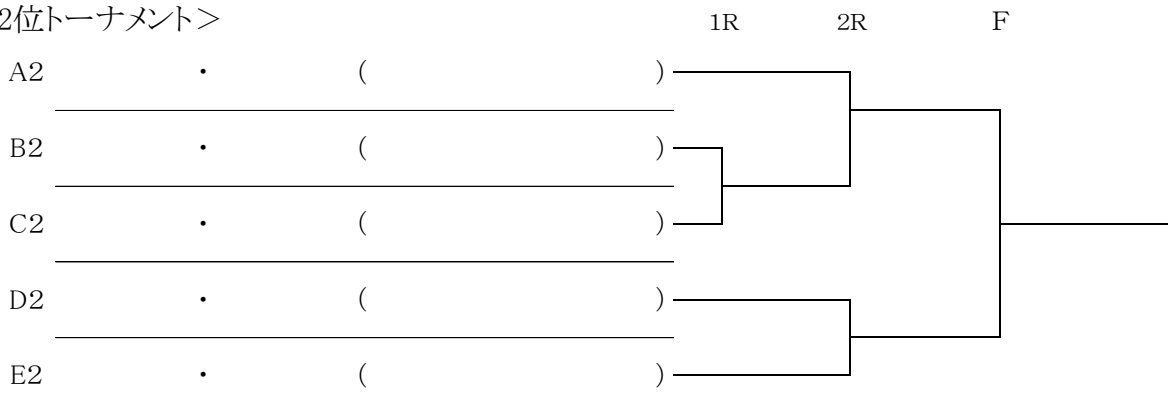 2位トーナメント＞ 1R 2R F
A2 ・ ( )
B2 ・ ( )
C2 ・ ( )
D2 ・ ( )
E2 ・ ( )